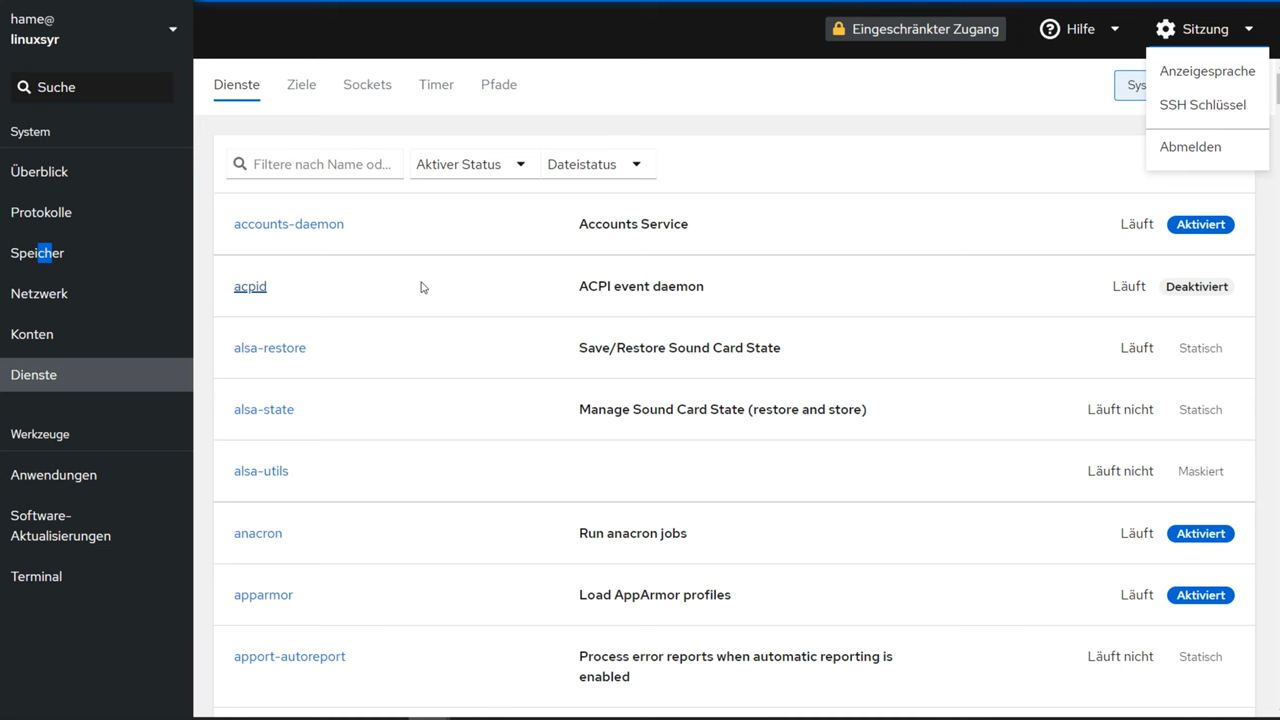 hame@
linuxsyr
Suche
System
Überblick
Protokolle
Speicher
Netzwerk
Konten
Dienste
Werkzeuge
Anwendungen
Software-
Aktualisierungen
Terminal
Eingeschränkter Zugang
Hilfe
Sitzung
Anzeigesprache
SSH Schlüssel
Abmelden
Dienste Ziele Sockets Timer Pfade Sys
Filtere nach Name od... Aktiver Status Dateistatus
accounts-daemon Accounts Service Läuft Aktiviert
acpid ACPI event daemon Läuft Deaktiviert
alsa-restore Save/Restore Sound Card State Läuft Statisch
alsa-state Manage Sound Card State (restore and store) Läuft nicht Statisch
alsa-utils Läuft nicht Maskiert
anacron Run anacron jobs Läuft Aktiviert
apparmor Load AppArmor profiles Läuft Aktiviert
apport-autoreport Process error reports when automatic reporting is Läuft nicht Statisch
enabled